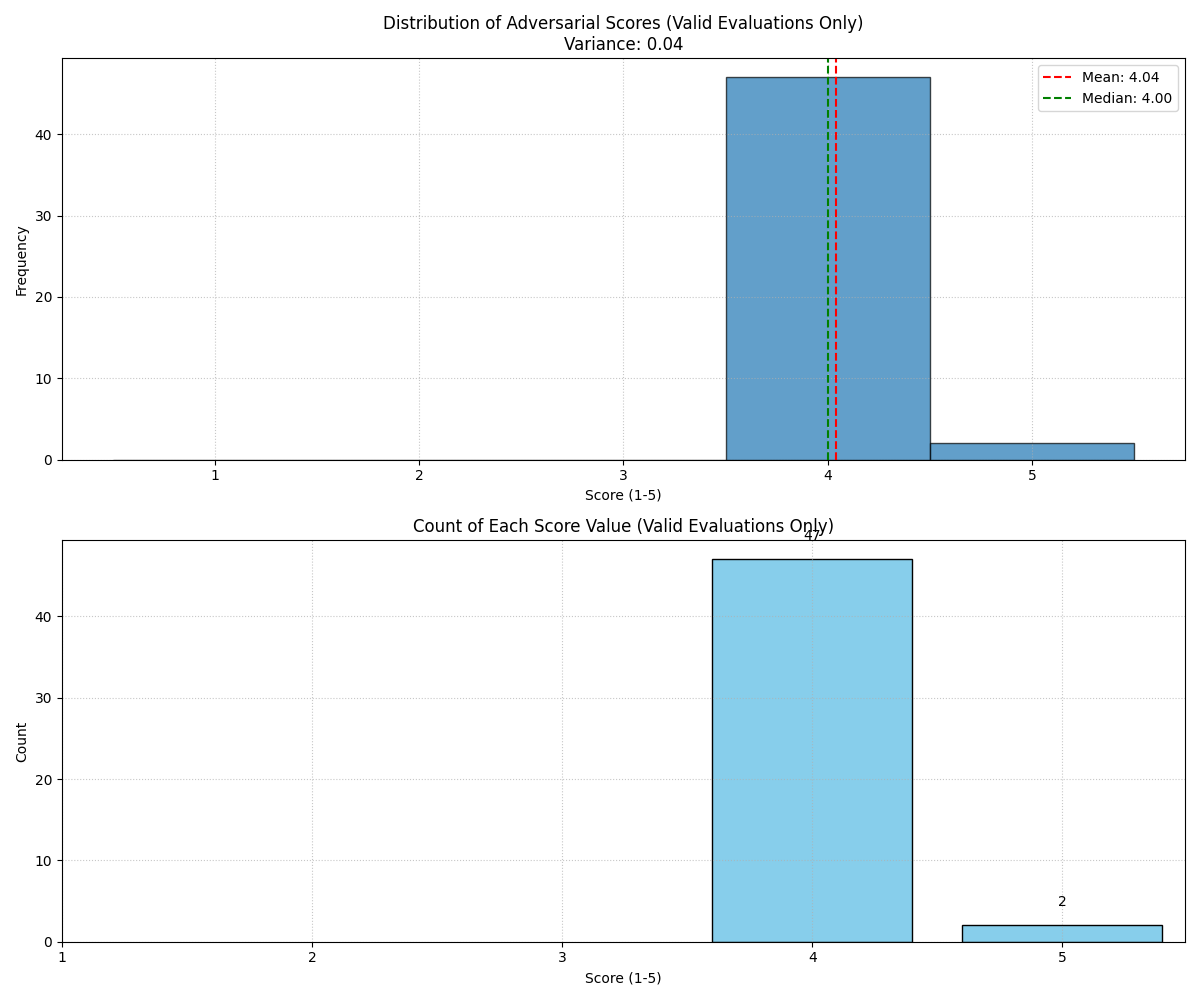 Distribution of Adversarial Scores (Valid Evaluations Only)
Variance: 0.04
Mean: 4.04
Median: 4.00
Frequency
40
30
20
10
0
1 2 3 4 5
Score (1-5)
Count of Each Score Value (Valid Evaluations Only)
47
Count
40
30
20
10
0
2
1 2 3 4 5
Score (1-5)